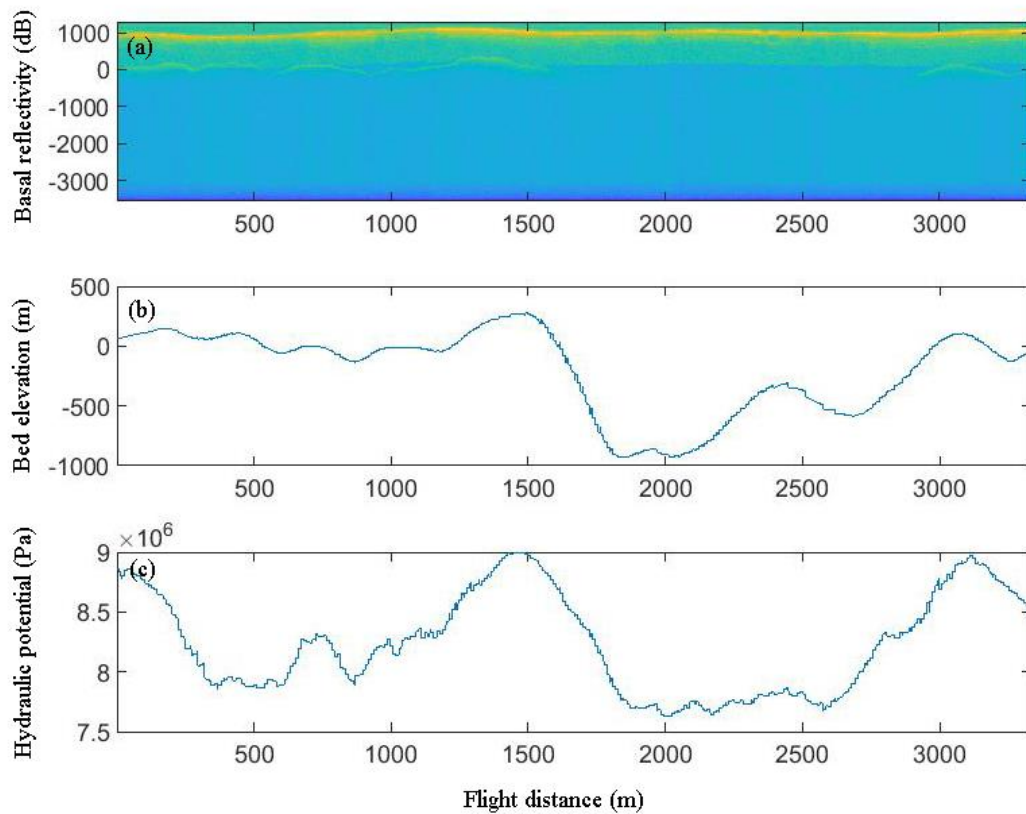 Basal reflectivity (dB)
(a)
1000
0
-1000
-2000
-3000
500 1000 1500 2000 2500 3000
Bed elevation (m)
(b)
500
0
-500
-1000
500 1000 1500 2000 2500 3000
Hydraulic potential (Pa)
×10⁶
(c)
9
8.5
8
7.5
500 1000 1500 2000 2500 3000
Flight distance (m)